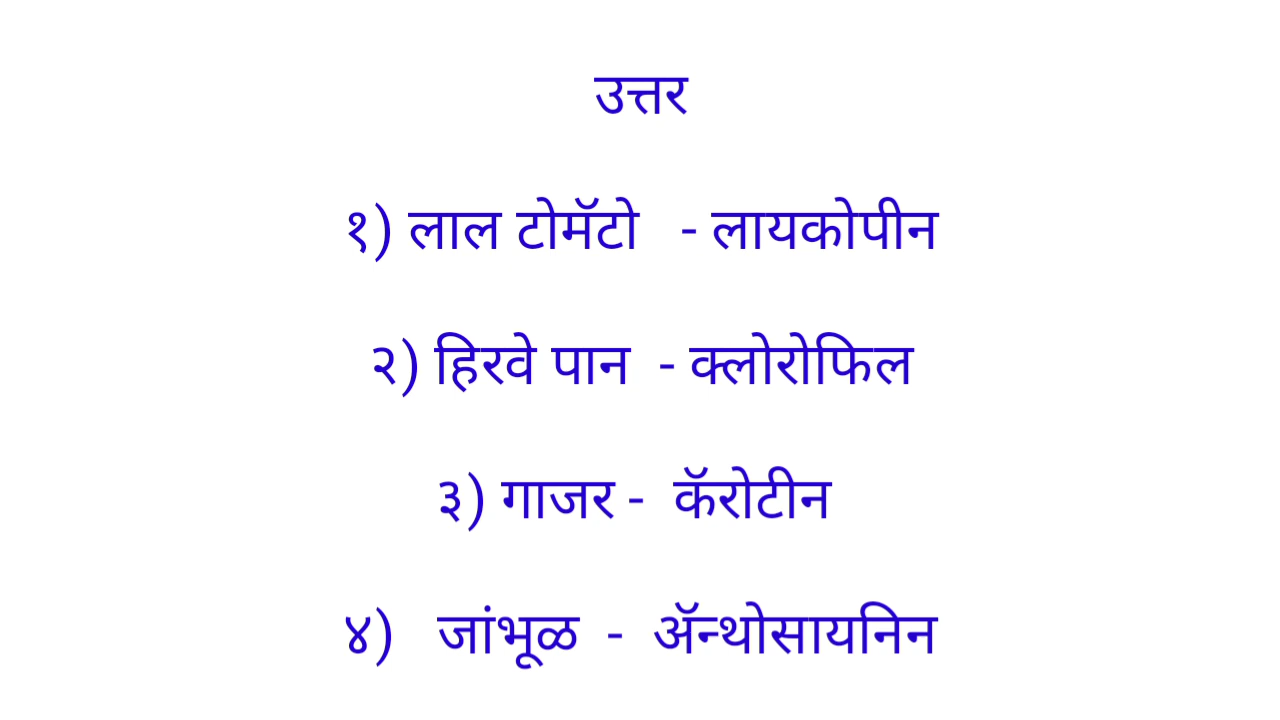 उत्तर
१) लाल टोमॅटो - लायकोपीन
२) हिरवे पान - क्लोरोफिल
३) गाजर - कॅरोटीन
४) जांभूळ - ॲन्थोसायनिन